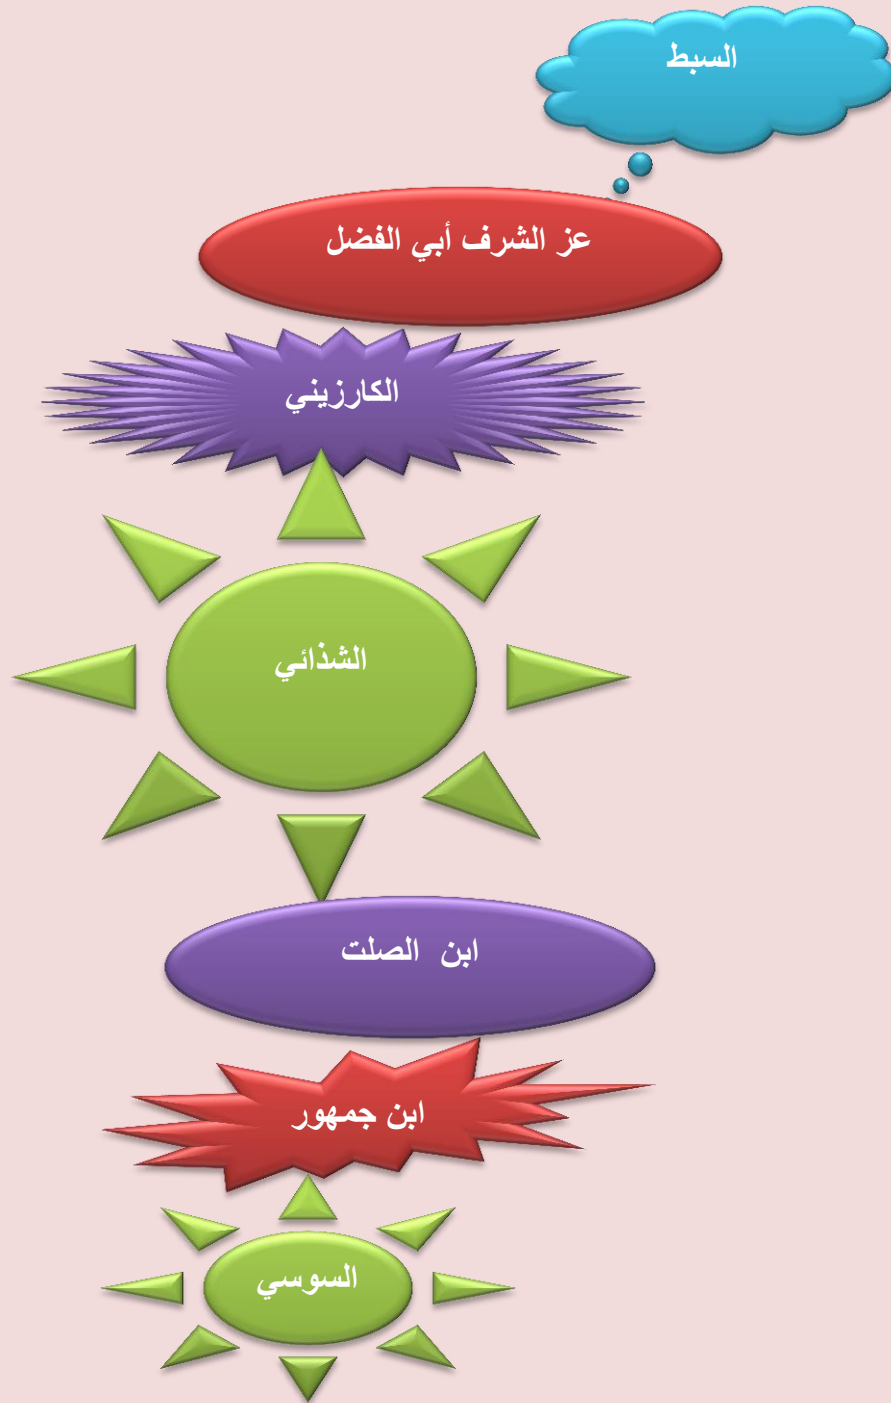 السبط
عز الشرف أبي الفضل
الكارزيني
الشذائي
ابن الصلت
ابن جمهور
السوسي